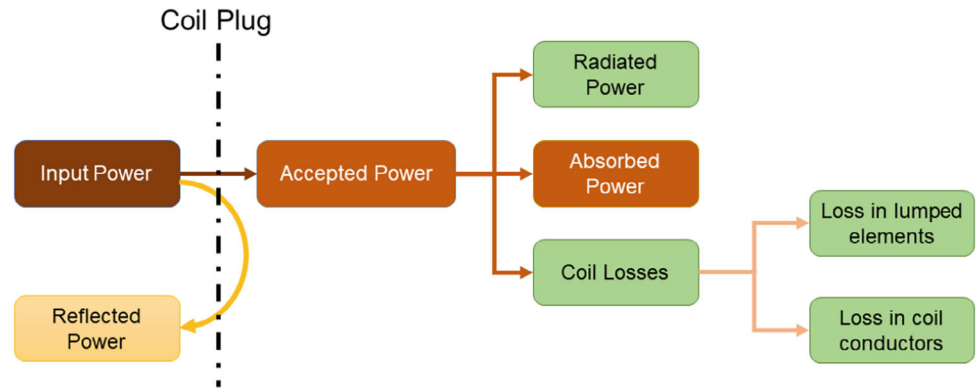 Coil Plug
Radiated
Power
Input Power
Accepted Power
Absorbed
Power
Loss in lumped
elements
Coil Losses
Reflected
Power
Loss in coil
conductors